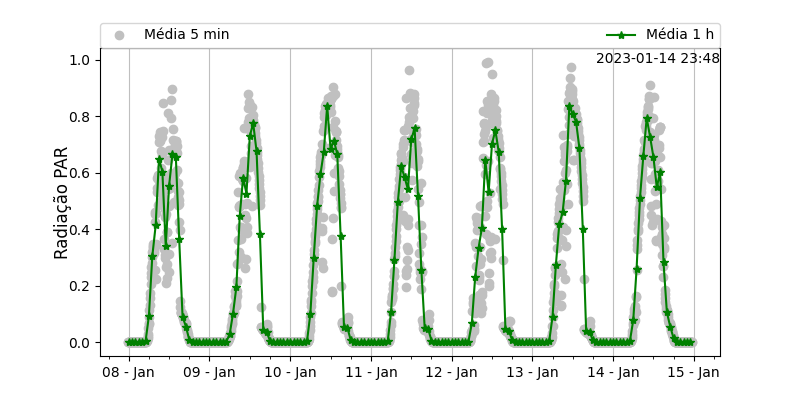 Média 5 min
Média 1 h
2023-01-14 23:48
Radiação PAR
1.0
0.8
0.6
0.4
0.2
0.0
08 - Jan
09 - Jan
10 - Jan
11 - Jan
12 - Jan
13 - Jan
14 - Jan
15 - Jan